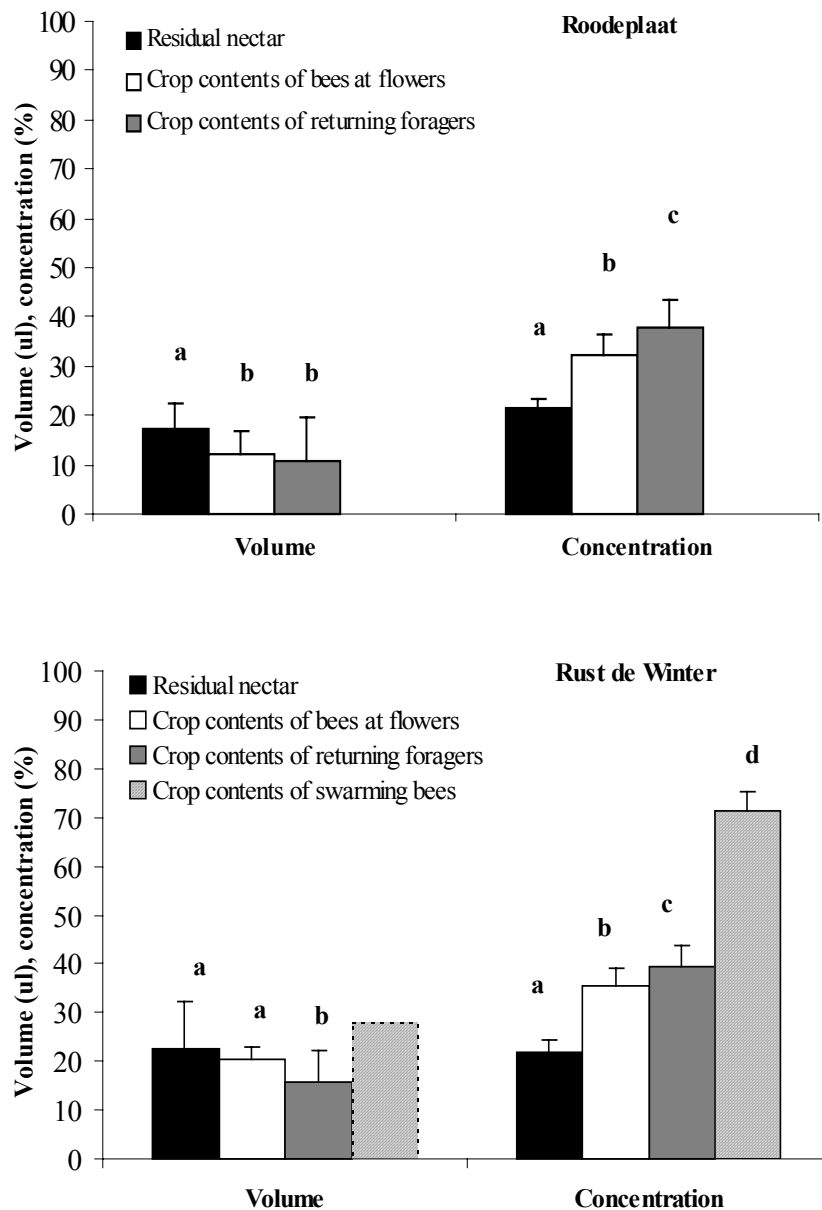 Roodeplaat
Residual nectar
Crop contents of bees at flowers
Crop contents of returning foragers
Volume (ul), concentration (%)
100
90
80
70
60
50
40
30
20
10
0
a
b
b
a
b
c
Volume
Concentration
Rust de Winter
Residual nectar
Crop contents of bees at flowers
Crop contents of returning foragers
Crop contents of swarming bees
Volume (ul), concentration (%)
100
90
80
70
60
50
40
30
20
10
0
a
a
b
a
b
c
d
Volume
Concentration